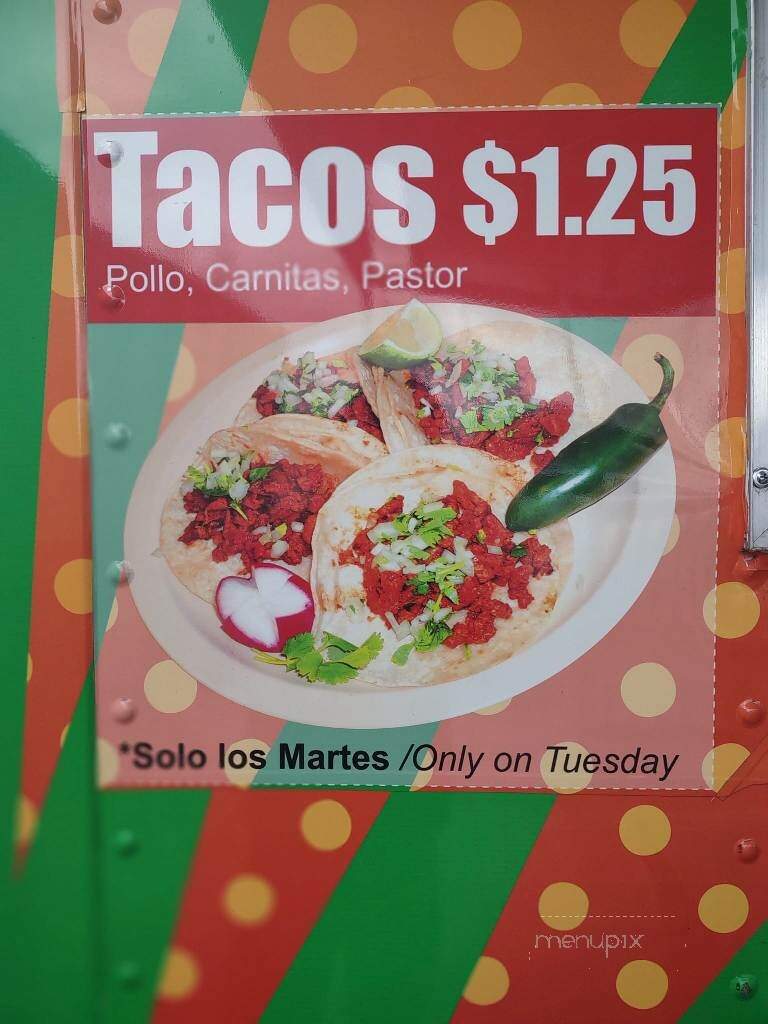 Tacos $1.25
Pollo, Carnitas, Pastor
*Solo los Martes /Only on Tuesday
menupix